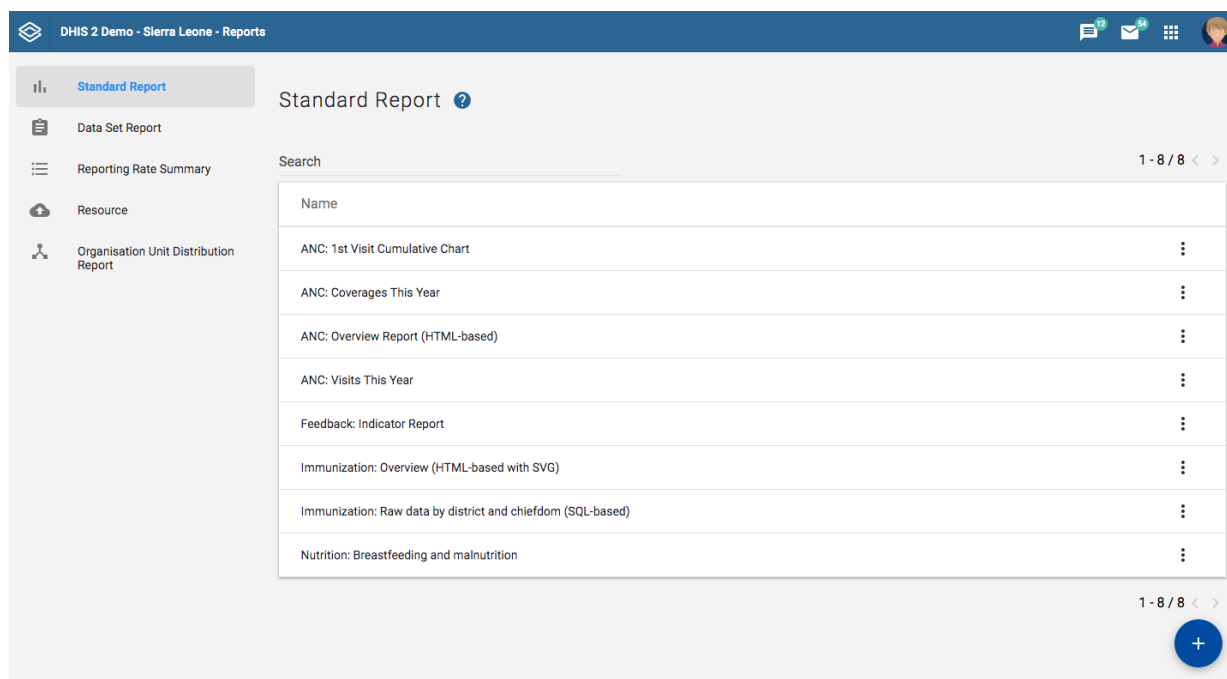 DHIS 2 Demo - Sierra Leone - Reports
12
54
Standard Report
Data Set Report
Reporting Rate Summary
Resource
Organisation Unit Distribution
Report
Standard Report ?
Search
1 - 8 / 8
Name
ANC: 1st Visit Cumulative Chart
ANC: Coverages This Year
ANC: Overview Report (HTML-based)
ANC: Visits This Year
Feedback: Indicator Report
Immunization: Overview (HTML-based with SVG)
Immunization: Raw data by district and chiefdom (SQL-based)
Nutrition: Breastfeeding and malnutrition
1 - 8 / 8